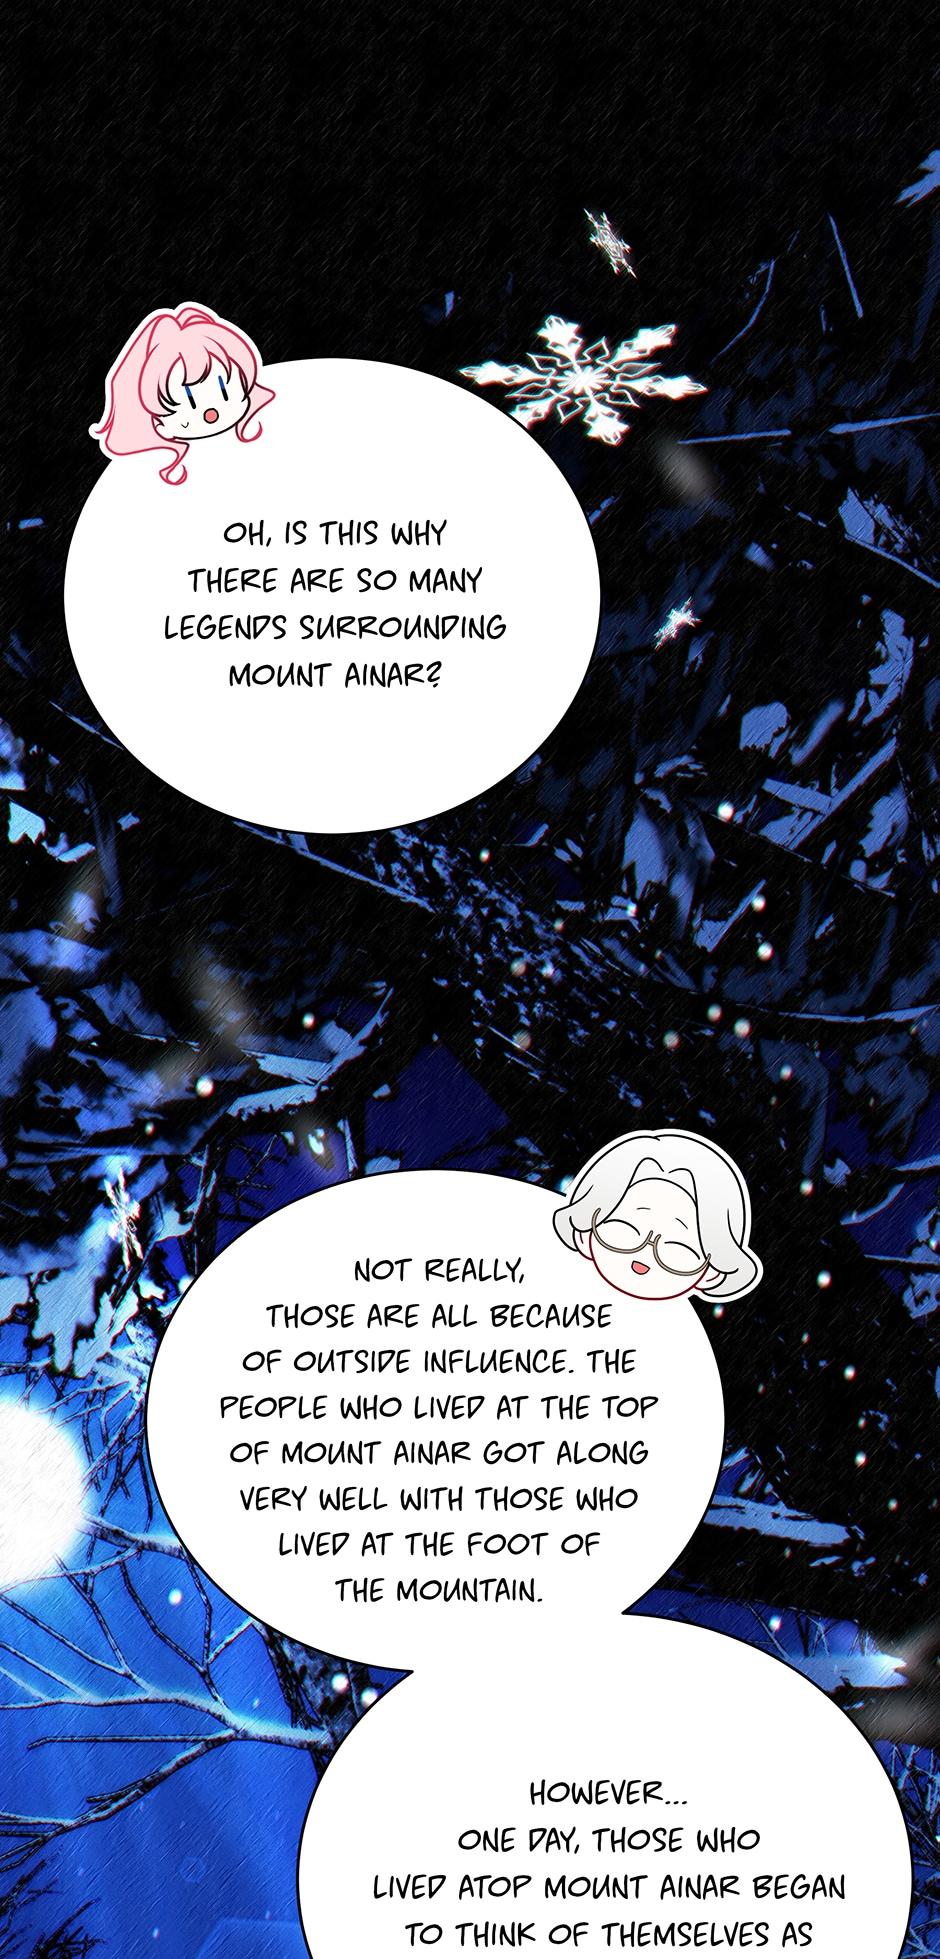 OH, IS THIS WHY
THERE ARE SO MANY
LEGENDS SURROUNDING
MOUNT AINAR?
NOT REALLY,
THOSE ARE ALL BECAUSE
OF OUTSIDE INFLUENCE. THE
PEOPLE WHO LIVED AT THE TOP
OF MOUNT AINAR GOT ALONG
VERY WELL WITH THOSE WHO
LIVED AT THE FOOT OF
THE MOUNTAIN.
HOWEVER...
ONE DAY, THOSE WHO
LIVED ATOP MOUNT AINAR BEGAN
TO THINK OF THEMSELVES AS